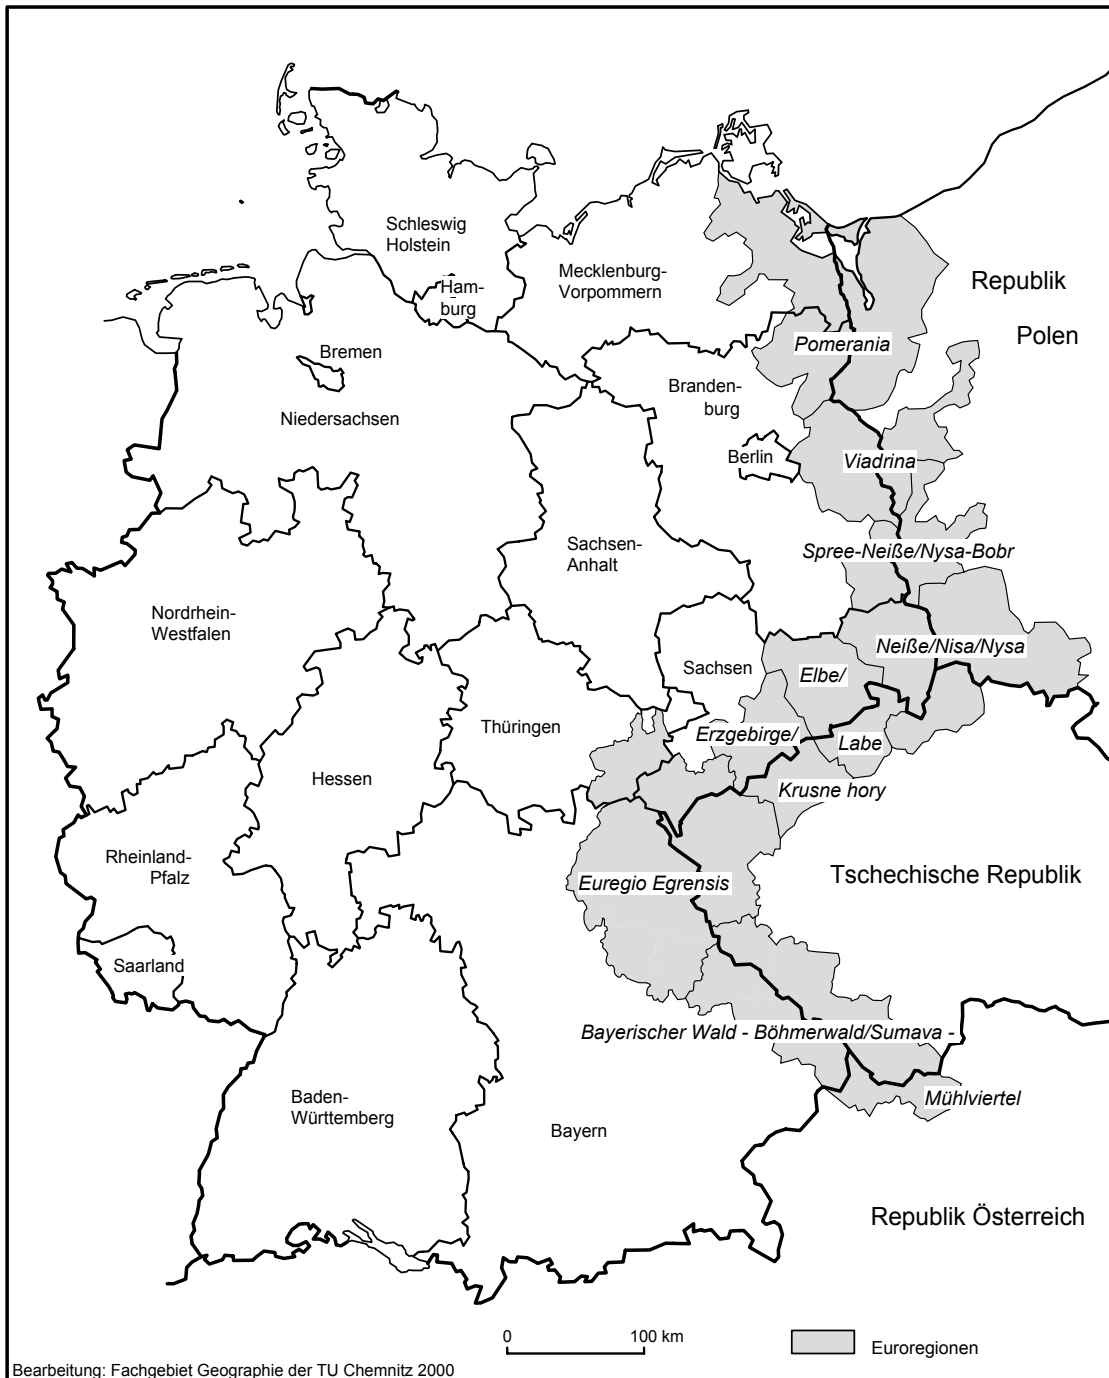 Schleswig
Holstein
Ham-
burg
Mecklenburg-
Vorpommern
Republik
Polen
Bremen
Niedersachsen
Branden-
burg
Berlin
Pomerania
Viadrina
Spree-Neiße/Nysa-Bobr
Sachsen-
Anhalt
Nordrhein-
Westfalen
Sachsen
Neiße/Nisa/Nysa
Elbe/
Labe
Thüringen
Erzgebirge/
Krusne hory
Hessen
Rheinland-
Pfalz
Saarland
Euregio Egrensis
Tschechische Republik
Bayerischer Wald - Böhmerwald/Sumava -
Mühlviertel
Baden-
Württemberg
Bayern
Republik Österreich
0 100 km
Euroregionen
Bearbeitung: Fachgebiet Geographie der TU Chemnitz 2000